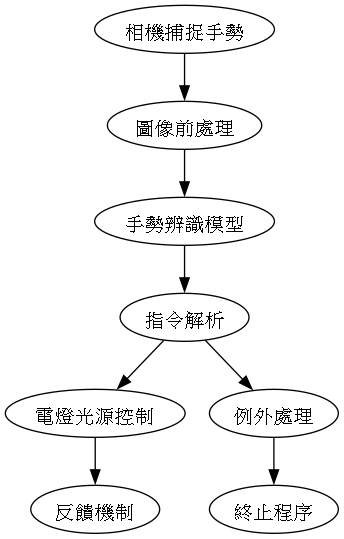 相機捕捉手勢
圖像前處理
手勢辨識模型
指令解析
電燈光源控制
例外處理
反饋機制
終止程序